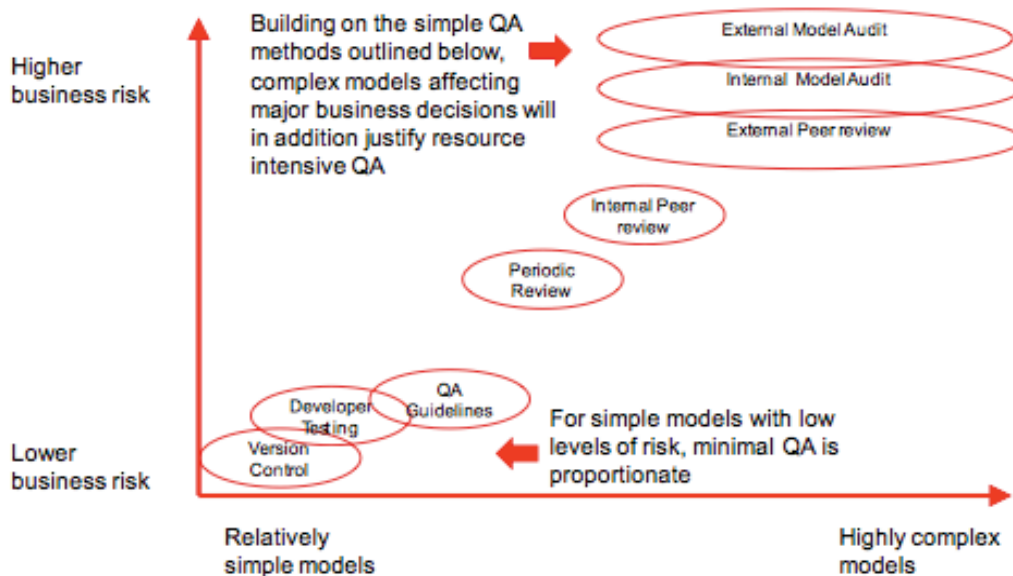 Higher
business risk
Building on the simple QA
methods outlined below,
complex models affecting
major business decisions will
in addition justify resource
intensive QA
External Model Audit
Internal Model Audit
External Peer review
Internal Peer
review
Periodic
Review
QA
Guidelines
Developer
Testing
Version
Control
For simple models with low
levels of risk, minimal QA is
proportionate
Lower
business risk
Relatively
simple models
Highly complex
models